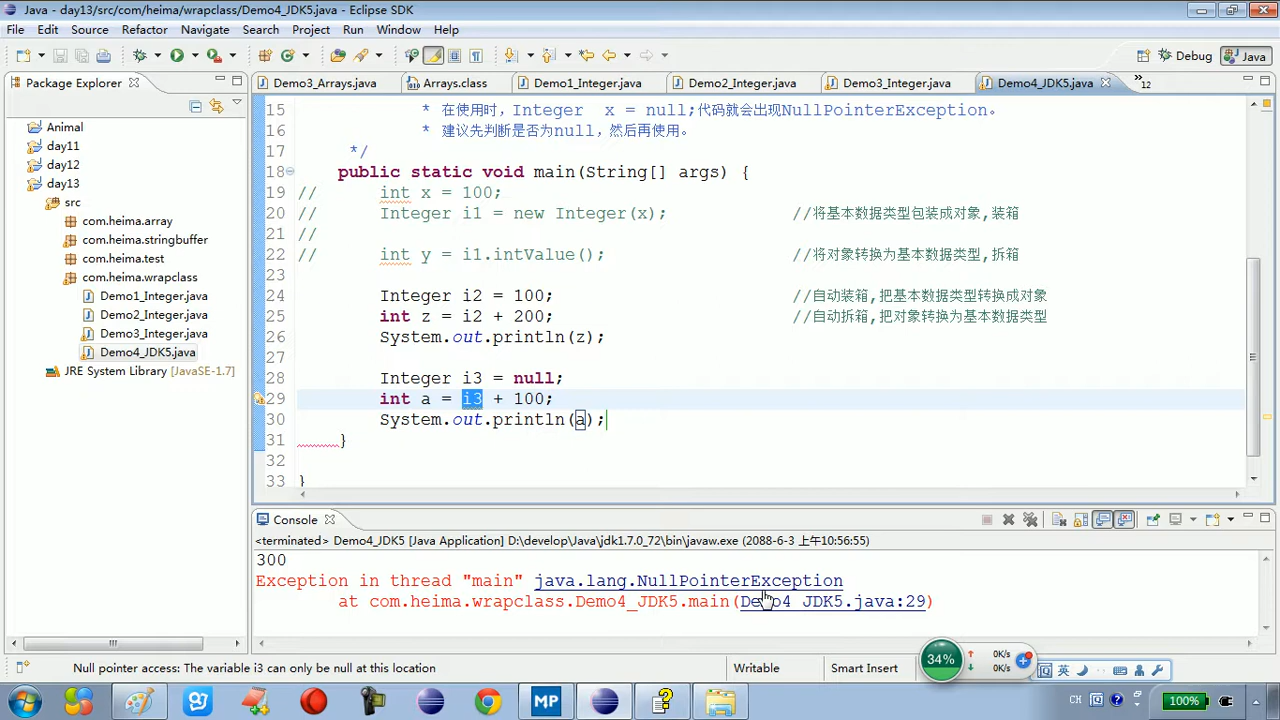 Java - day13/src/com/heima/wrapclass/Demo4_JDK5.java - Eclipse SDK
File Edit Source Refactor Navigate Search Project Run Window Help
Debug Java
Package Explorer
Demo3_Arrays.java Arrays.class Demo1_Integer.java Demo2_Integer.java Demo3_Integer.java Demo4_JDK5.java 12
Animal
day11
day12
day13
src
com.heima.array
com.heima.stringbuffer
com.heima.test
com.heima.wrapclass
Demo1_Integer.java
Demo2_Integer.java
Demo3_Integer.java
Demo4_JDK5.java
JRE System Library [JavaSE-1.7]
15 * 在使用时，Integer x = null;代码就会出现NullPointerException。
16 * 建议先判断是否为null，然后再使用。
17 */
18 public static void main(String[] args) {
19 // int x = 100;
20 // Integer i1 = new Integer(x); //将基本数据类型包装成对象,装箱
21 //
22 // int y = i1.intValue(); //将对象转换为基本数据类型,拆箱
23
24 Integer i2 = 100; //自动装箱,把基本数据类型转换成对象
25 int z = i2 + 200; //自动拆箱,把对象转换为基本数据类型
26 System.out.println(z);
27
28 Integer i3 = null;
29 int a = i3 + 100;
30 System.out.println(a);
31 }
32
33 }
Console
<terminated> Demo4_JDK5 [Java Application] D:\develop\Java\jdk1.7.0_72\bin\javaw.exe (2088-6-3 上午10:56:55)
300
Exception in thread "main" java.lang.NullPointerException
at com.heima.wrapclass.Demo4_JDK5.main(Demo4_JDK5.java:29)
Null pointer access: The variable i3 can only be null at this location Writable Smart Insert
34% 0K/s
0K/s
英
MP CH 100%